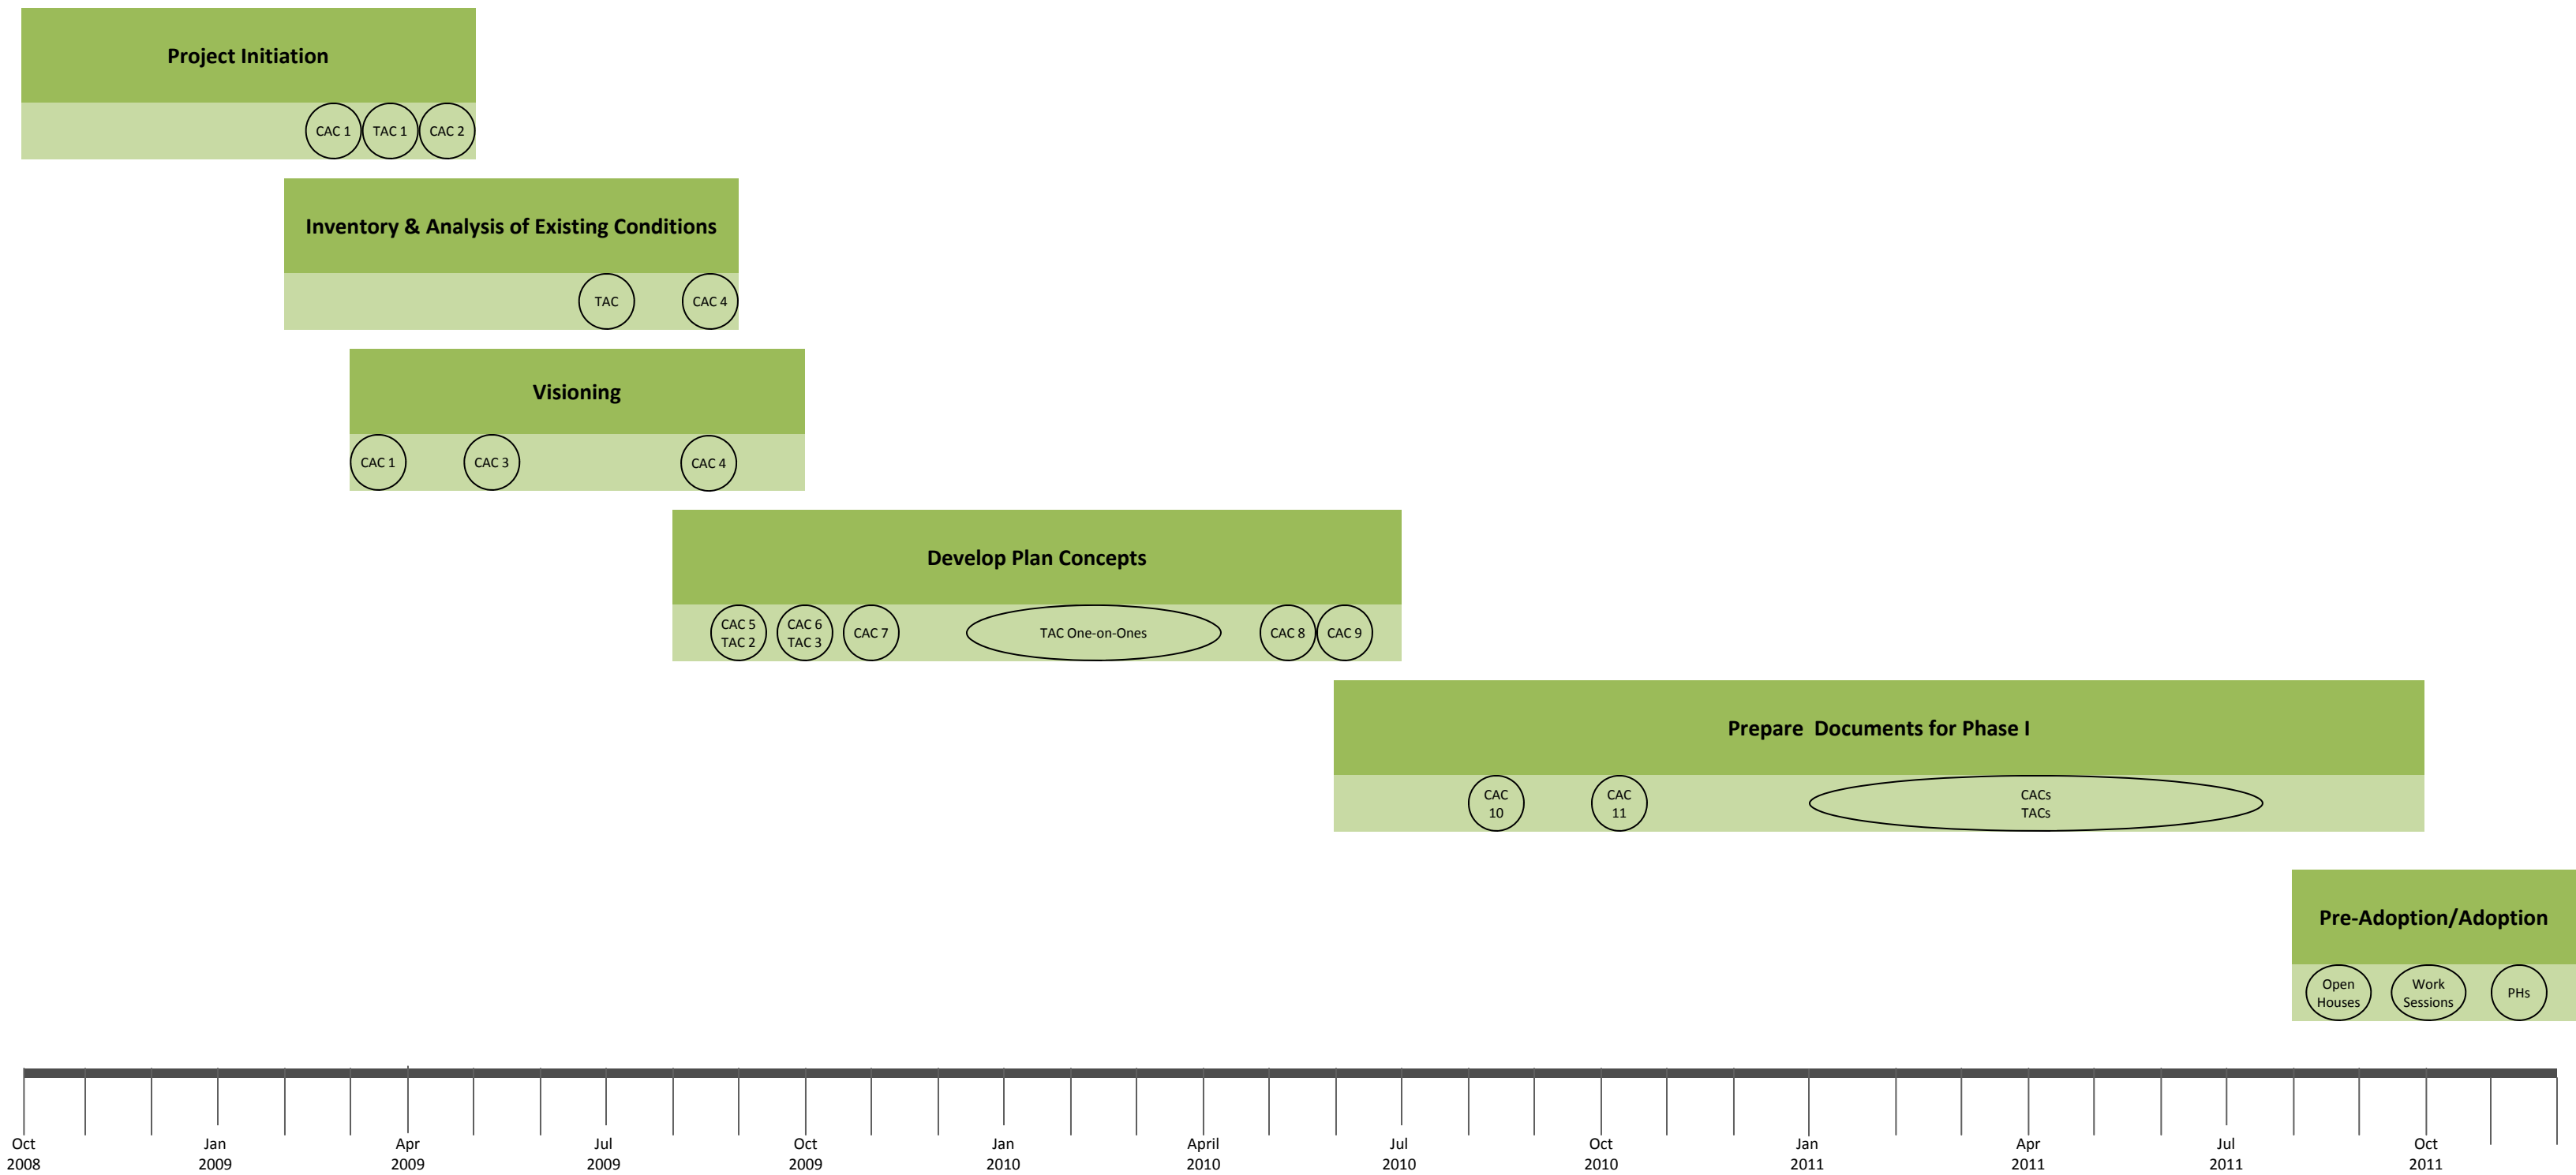 Project Initiation
CAC 1
TAC 1
CAC 2
Inventory & Analysis of Existing Conditions
TAC
CAC 4
Visioning
CAC 1
CAC 3
CAC 4
Develop Plan Concepts
CAC 5
TAC 2
CAC 6
TAC 3
CAC 7
TAC One-on-Ones
CAC 8
CAC 9
Prepare  Documents for Phase I
CAC
10
CAC
11
CACs
TACs
Pre-Adoption/Adoption
Open
Houses
Work
Sessions
PHs
Oct
2008
Jan
2009
Apr
2009
Jul
2009
Oct
2009
Jan
2010
April
2010
Jul
2010
Oct
2010
Jan
2011
Apr
2011
Jul
2011
Oct
2011